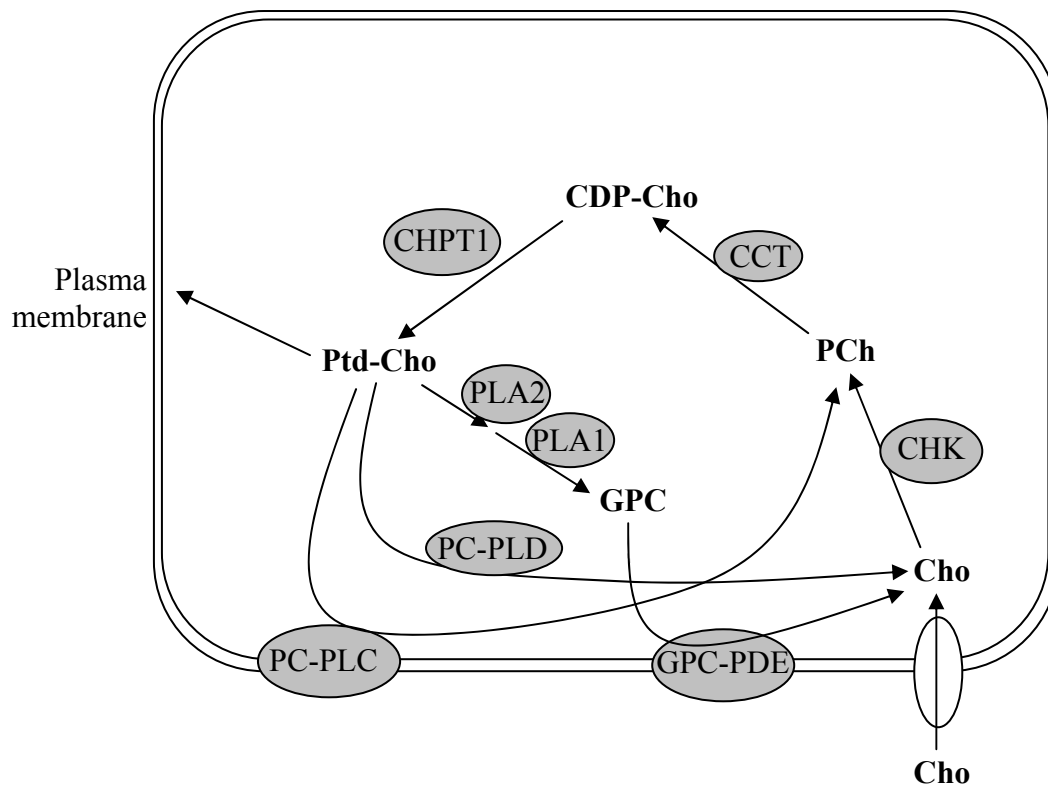 CDP-Cho
CHPT1
CCT
Plasma
membrane
Ptd-Cho
PCh
PLA2
PLA1
CHK
GPC
PC-PLD
Cho
PC-PLC
GPC-PDE
Cho